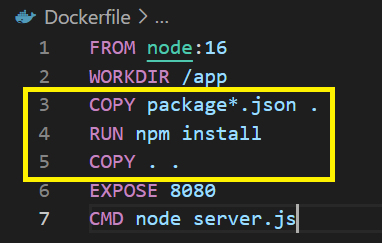 Dockerfile > ...
1 FROM node:16
2 WORKDIR /app
3 COPY package*.json .
4 RUN npm install
5 COPY . .
6 EXPOSE 8080
7 CMD node server.js